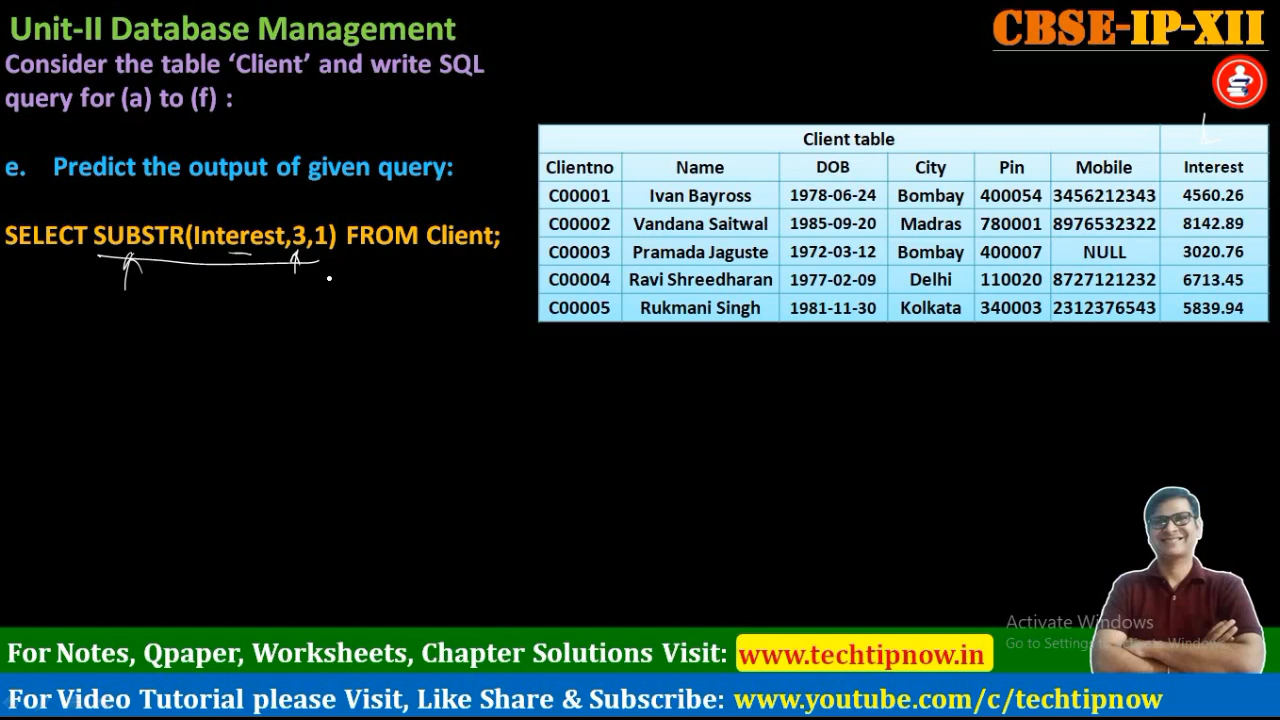 Unit-II Database Management
CBSE-IP-XII
Consider the table ‘Client’ and write SQL
query for (a) to (f) :
e. Predict the output of given query:
SELECT SUBSTR(Interest,3,1) FROM Client;
Client table
Clientno Name DOB City Pin Mobile Interest
C00001 Ivan Bayross 1978-06-24 Bombay 400054 3456212343 4560.26
C00002 Vandana Saitwal 1985-09-20 Madras 780001 8976532322 8142.89
C00003 Pramada Jaguste 1972-03-12 Bombay 400007 NULL 3020.76
C00004 Ravi Shreedharan 1977-02-09 Delhi 110020 8727121232 6713.45
C00005 Rukmani Singh 1981-11-30 Kolkata 340003 2312376543 5839.94
Activate Windows
Go to Settings to activate Windows.
For Notes, Qpaper, Worksheets, Chapter Solutions Visit: www.techtipnow.in
For Video Tutorial please Visit, Like Share & Subscribe: www.youtube.com/c/techtipnow